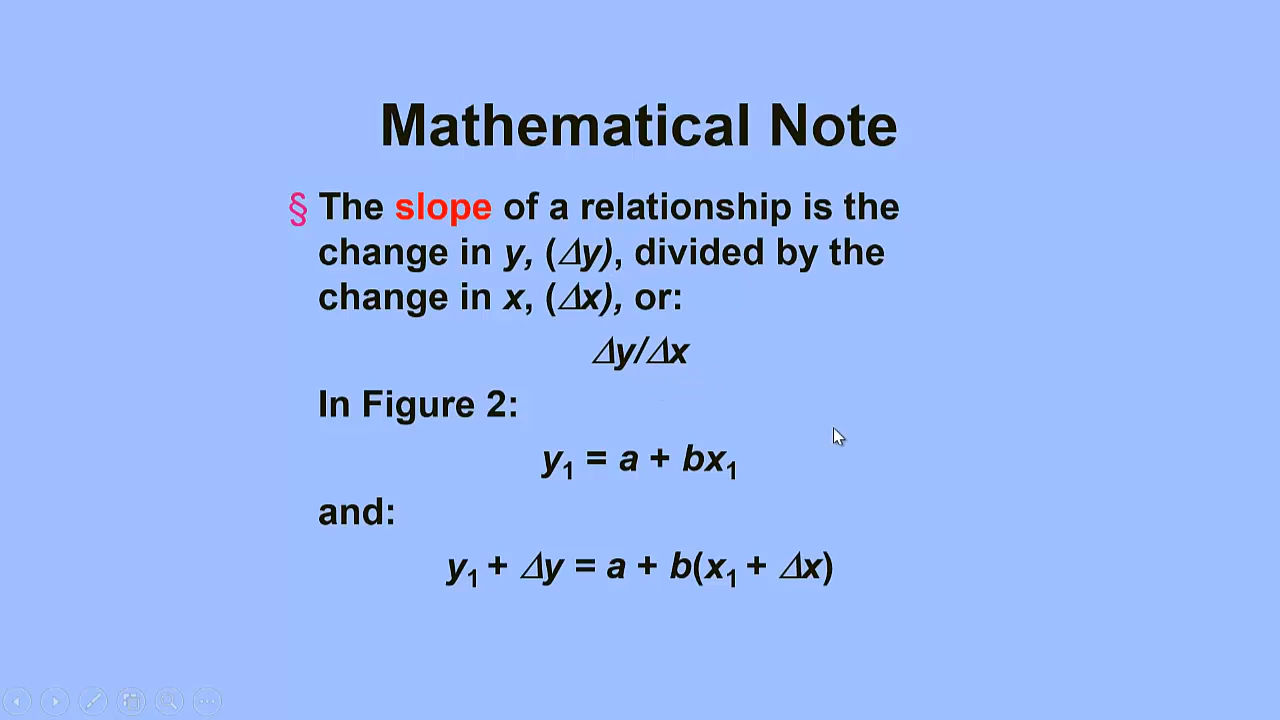 Mathematical Note
§ The slope of a relationship is the
change in y, (Δy), divided by the
change in x, (Δx), or:
Δy/Δx
In Figure 2:
y₁ = a + bx₁
and:
y₁ + Δy = a + b(x₁ + Δx)